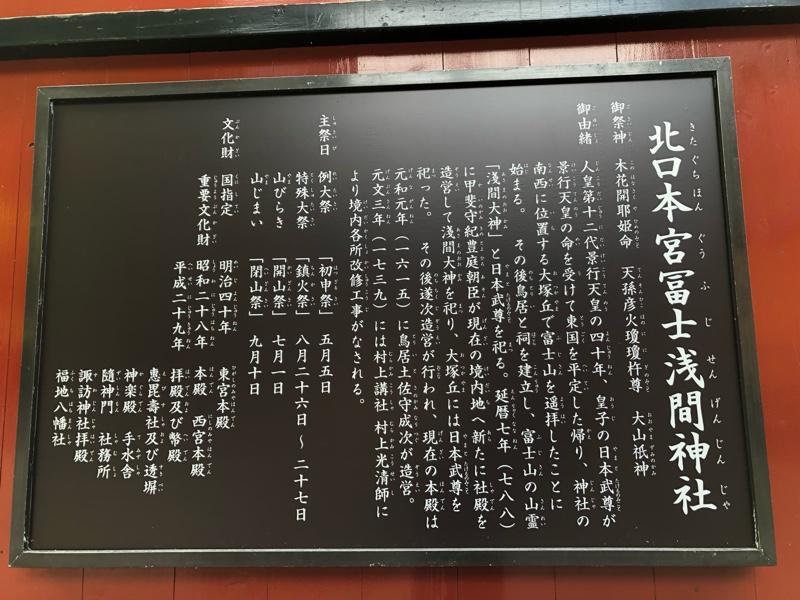 北口本宮冨士浅間神社
御祭神 木花開耶姫命 天孫彦火瓊瓊杵尊 大山祇神
御由緒 人皇第十二代景行天皇の四十年、皇子の日本武尊が
景行天皇の命を受けて東国を平定した帰り、神社の
南西に位置する大塚丘で富士山を遥拝したことに
始まる。 その後鳥居と祠を建立し、富士山の山霊
「浅間大神」と日本武尊を祀る。延暦七年(七八八)
に甲斐守紀豊庭朝臣が現在の境内地へ新たに社殿を
造営して浅間大神を祀り、大塚丘には日本武尊を
祀った。 その後逐次造営が行われ、現在の本殿は
元和元年(一六一五)に鳥居土佐守成次が造営。
元文三年(一七三九)には村上講社 村上光清師に
より境内各所改修工事がなされる。
主祭日 例大祭 「初申祭」 五月五日
特殊大祭 「鎮火祭」 八月二十六日~二十七日
山びらき 「開山祭」 七月一日
山じまい 「閉山祭」 九月十日
文化財 国指定 明治四十年 東宮本殿
重要文化財 昭和二十八年 本殿 西宮本殿
平成二十九年 拝殿及び幣殿
恵毘壽社及び透塀
神楽殿 手水舎
随神門 社務所
諏訪神社拝殿
福地八幡社